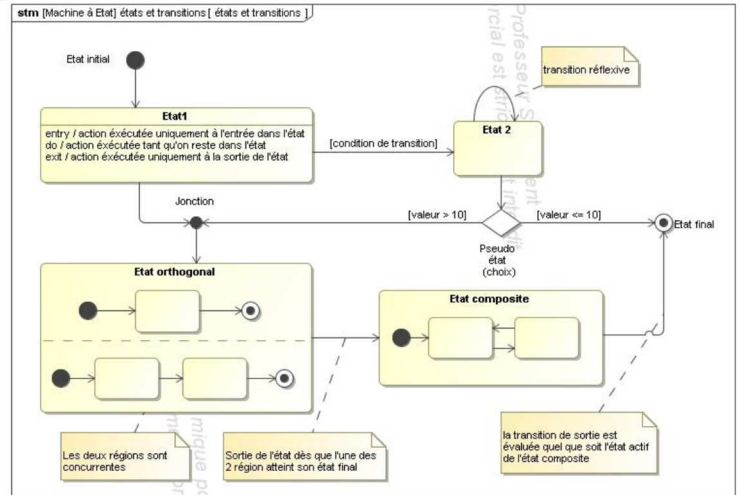 stm [Machine à Etat] états et transitions [ états et transitions ]
Etat initial
transition réflexive
Etat1
entry / action éxécutée uniquement à l'entrée dans l'état
do / action éxécutée tant qu'on reste dans l'état
exit / action éxécutée uniquement à la sortie de l'état
[condition de transition]
Etat 2
Jonction
[valeur > 10]
[valeur <= 10]
Etat final
Pseudo
état
(choix)
Etat orthogonal
Etat composite
Les deux régions sont
concurrentes
Sortie de l'état dès que l'une des
2 région atteint son état final
la transition de sortie est
évaluée quel que soit l'état actif
de l'état composite